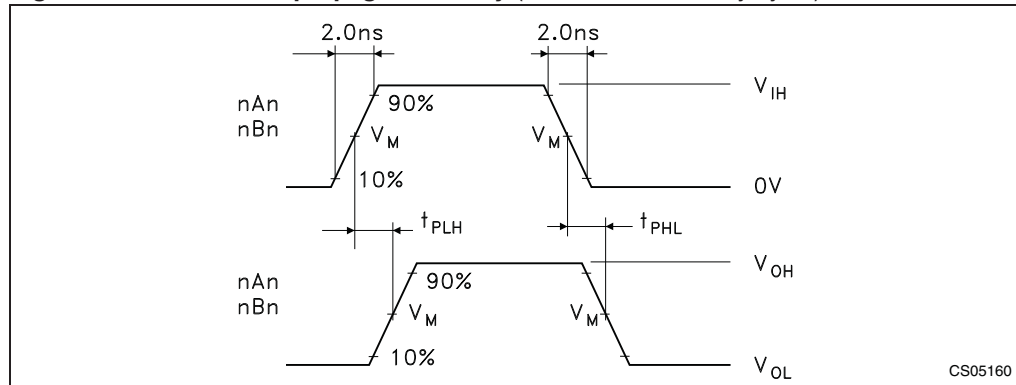 2.0ns 2.0ns
V_IH
nAn
nBn
90%
V_M V_M
10%
0V
t_PLH t_PHL
V_OH
nAn
nBn
90%
V_M V_M
10%
V_OL
CS05160